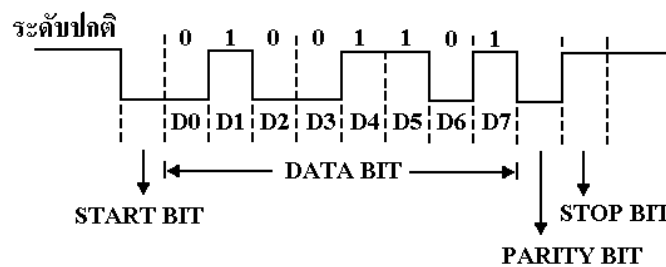 ระดับปกติ 0 1 0 0 1 1 0 1
D0 D1 D2 D3 D4 D5 D6 D7
DATA BIT
START BIT STOP BIT
PARITY BIT